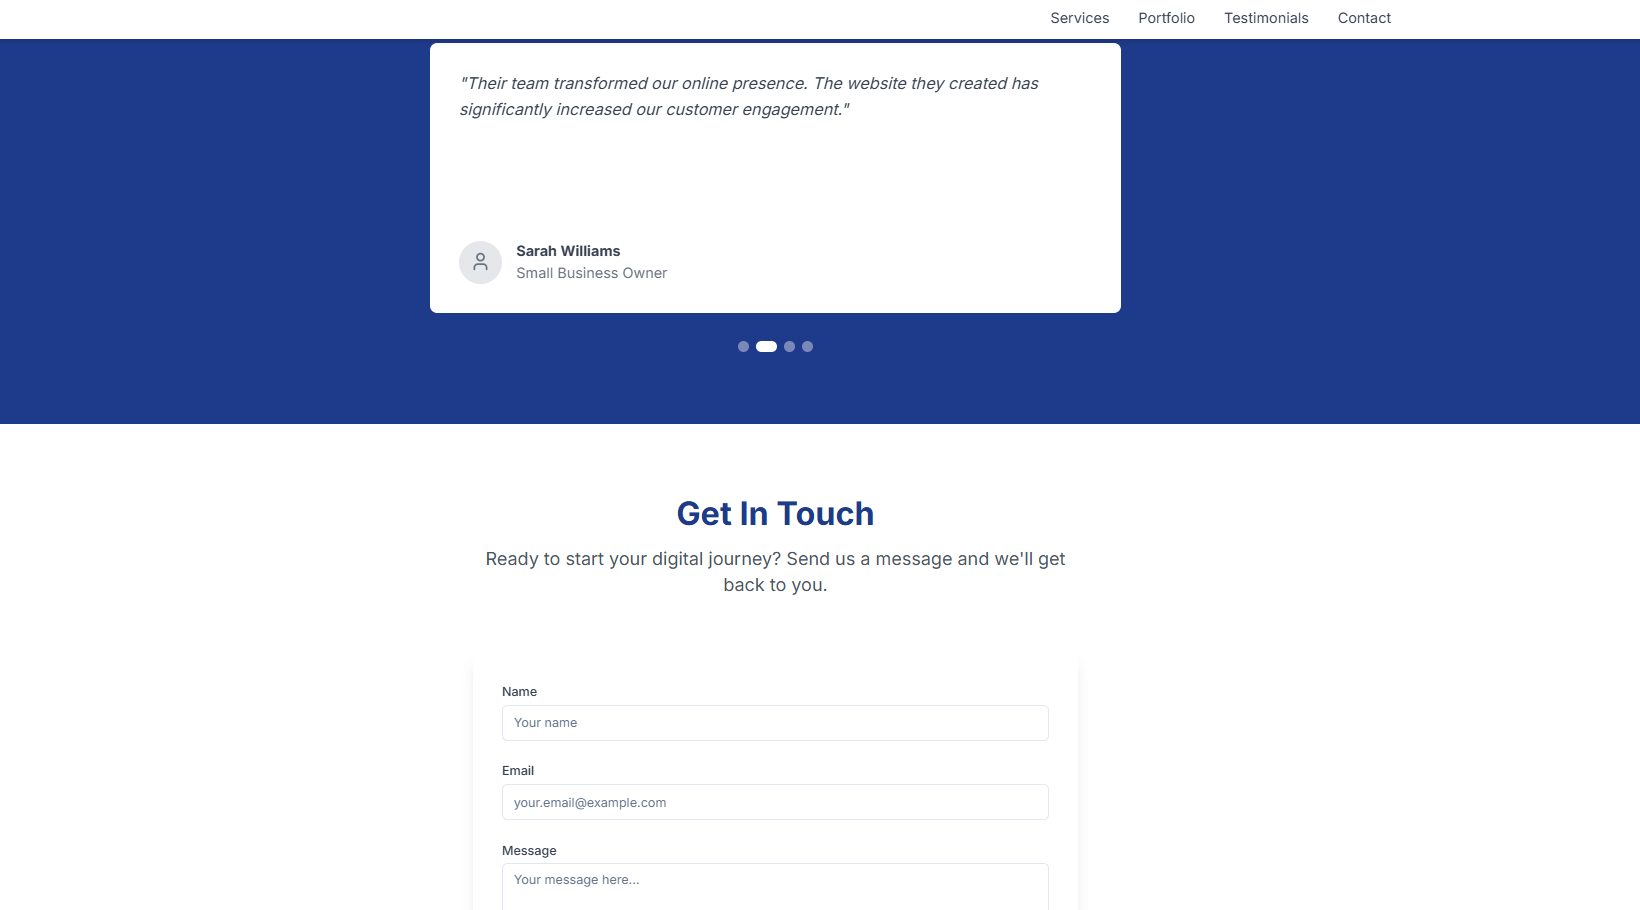 Services Portfolio Testimonials Contact
"Their team transformed our online presence. The website they created has
significantly increased our customer engagement."
Sarah Williams
Small Business Owner
Get In Touch
Ready to start your digital journey? Send us a message and we'll get
back to you.
Name
Your name
Email
your.email@example.com
Message
Your message here...